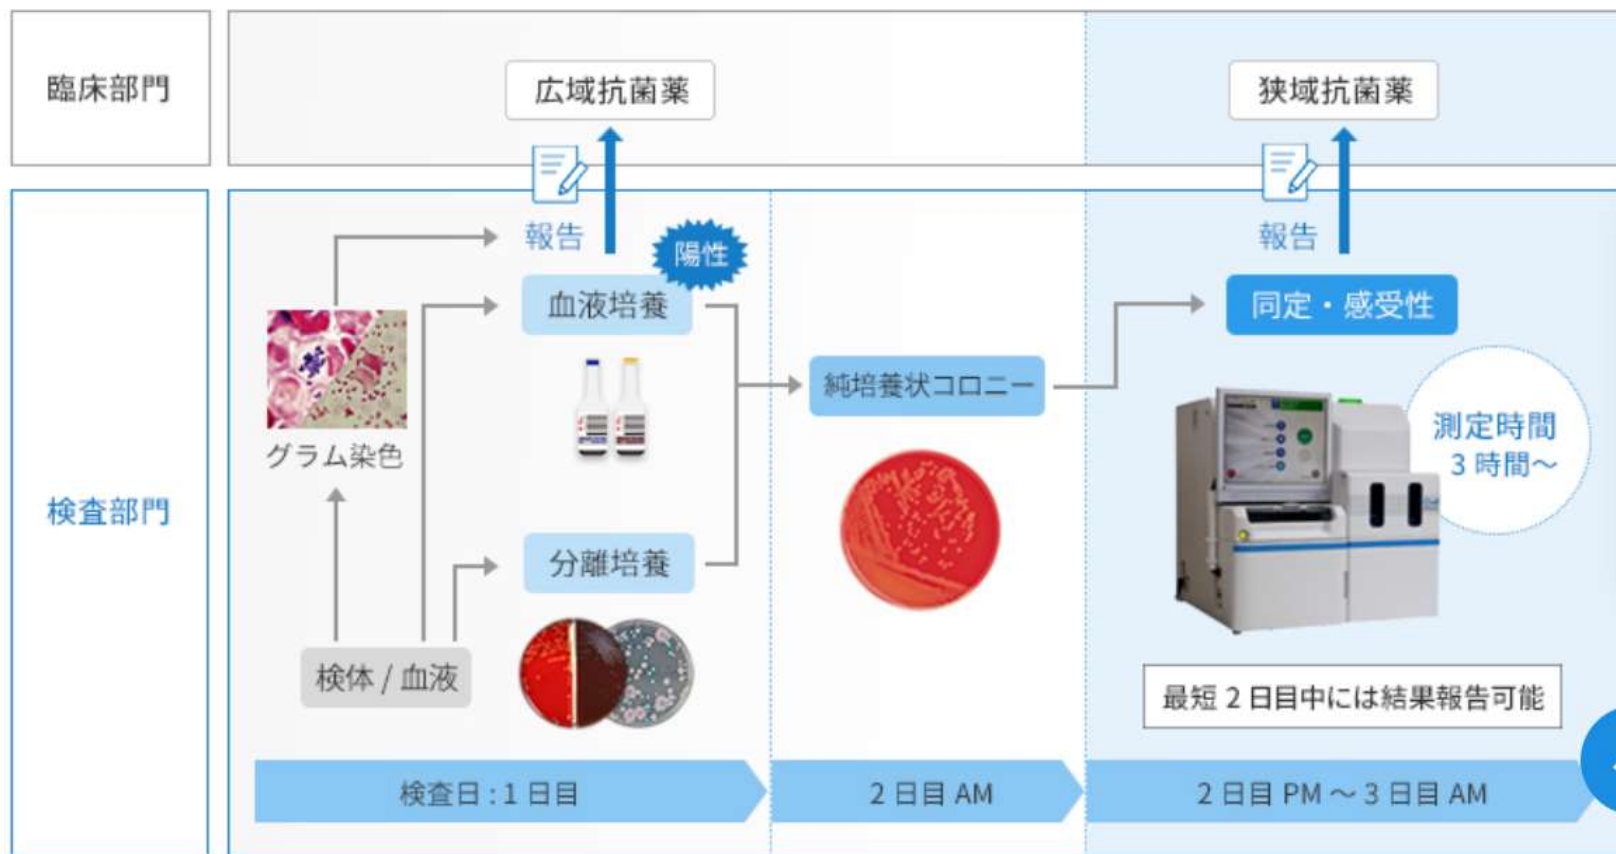 臨床部門
広域抗菌薬
狭域抗菌薬
報告
報告
陽性
血液培養
同定・感受性
純培養状コロニー
測定時間
3 時間～
グラム染色
検査部門
分離培養
検体 / 血液
最短 2 日目中には結果報告可能
検査日 : 1 日目
2 日目 AM
2 日目 PM ～ 3 日目 AM